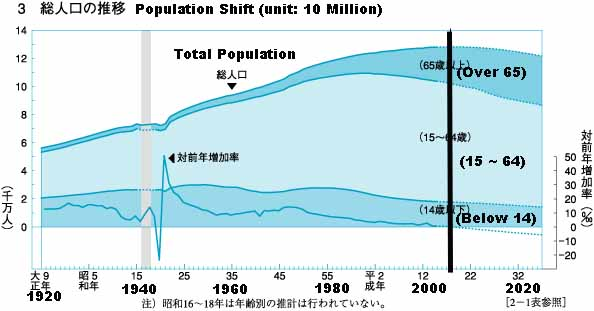 3 総人口の推移 Population Shift (unit: 10 Million)
14
12
10
8
6
4
2
0
(千万人)
Total Population
総人口
対前年増加率
(65歳以上) (Over 65)
(15～64歳) (15 ~ 64)
(14歳以下) (Below 14)
50
40
30
20
10
0
-10
-20
対前年増加率(‰)
大正9年 昭和5年 15 25 35 45 55 平成2年 12 22 32
1920 1940 1960 1980 2000 2020
注) 昭和16～18年は年齢別の推計は行われていない。 [2－1表参照]